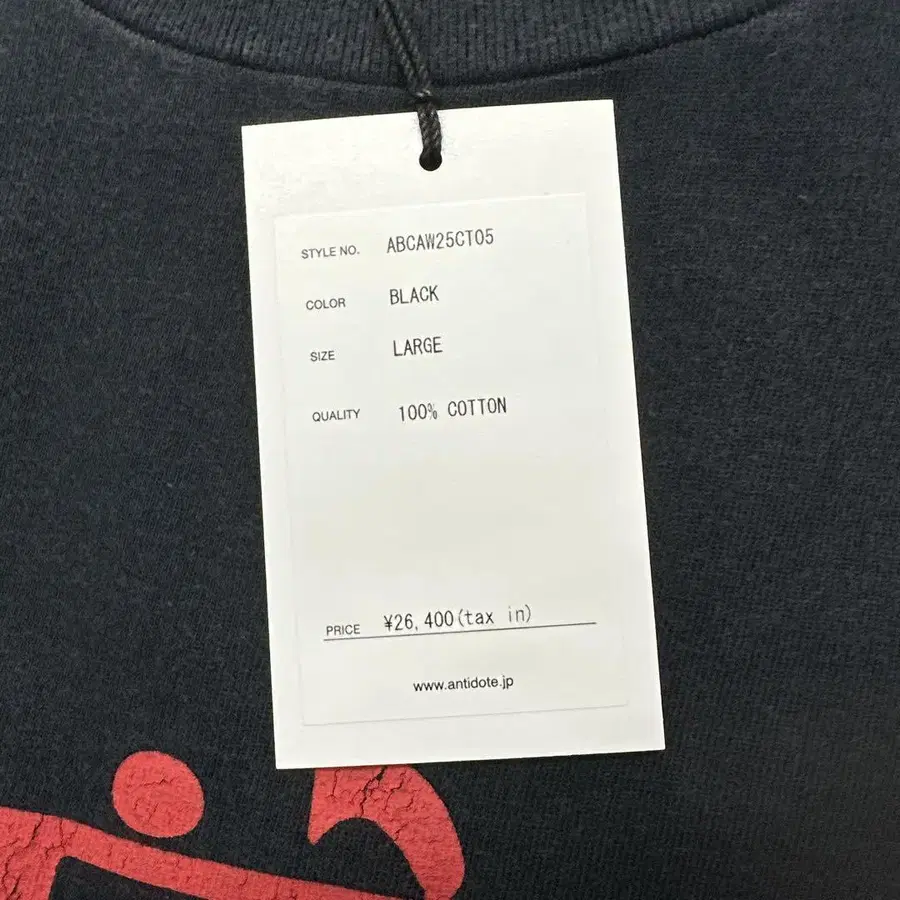 STYLE NO. ABCAW25CT05
COLOR BLACK
SIZE LARGE
QUALITY 100% COTTON
PRICE ¥26,400(tax in)
www.antidote.jp